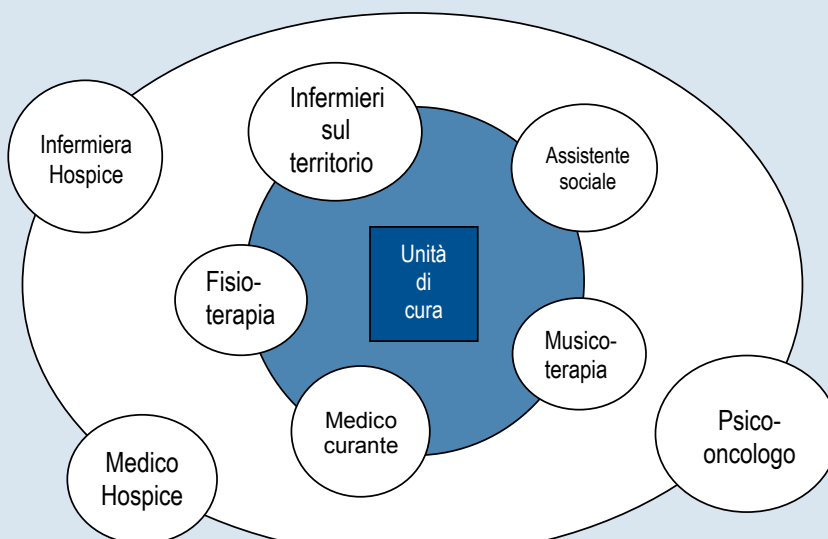 Infermieri
sul
territorio
Infermiera
Hospice
Assistente
sociale
Unità
di
cura
Fisio-
terapia
Musico-
terapia
Medico
curante
Psico-
oncologo
Medico
Hospice